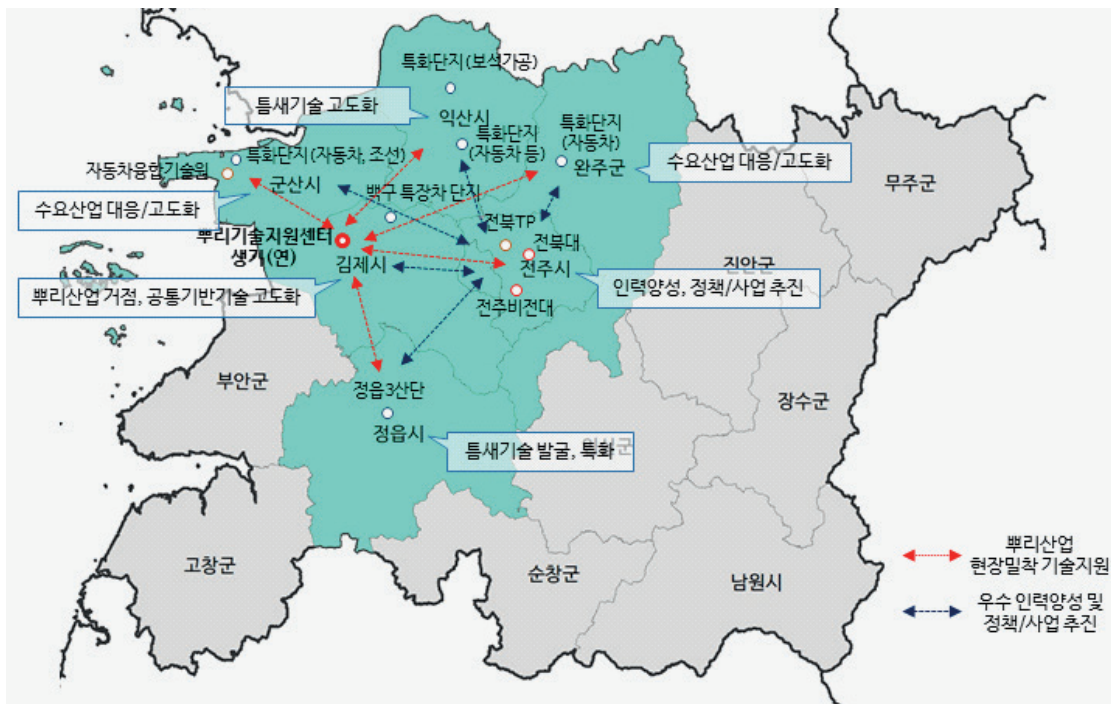 특화단지(보석가공)
틈새기술 고도화
익산시
특화단지
(자동차 등)
특화단지
(자동차)
완주군
수요산업 대응/고도화
무주군
자동차융합기술원
특화단지(자동차, 조선)
군산시
백구 특장차 단지
수요산업 대응/고도화
뿌리기술지원센터
생기(연)
김제시
전북TP
전북대
전주시
진안군
뿌리산업 거점, 공통기반기술 고도화
인력양성, 정책/사업 추진
전주비전대
부안군
정읍3산단
정읍시
장수군
틈새기술 발굴, 특화
고창군
순창군
남원시
뿌리산업
현장밀착 기술지원
우수 인력양성 및
정책/사업 추진